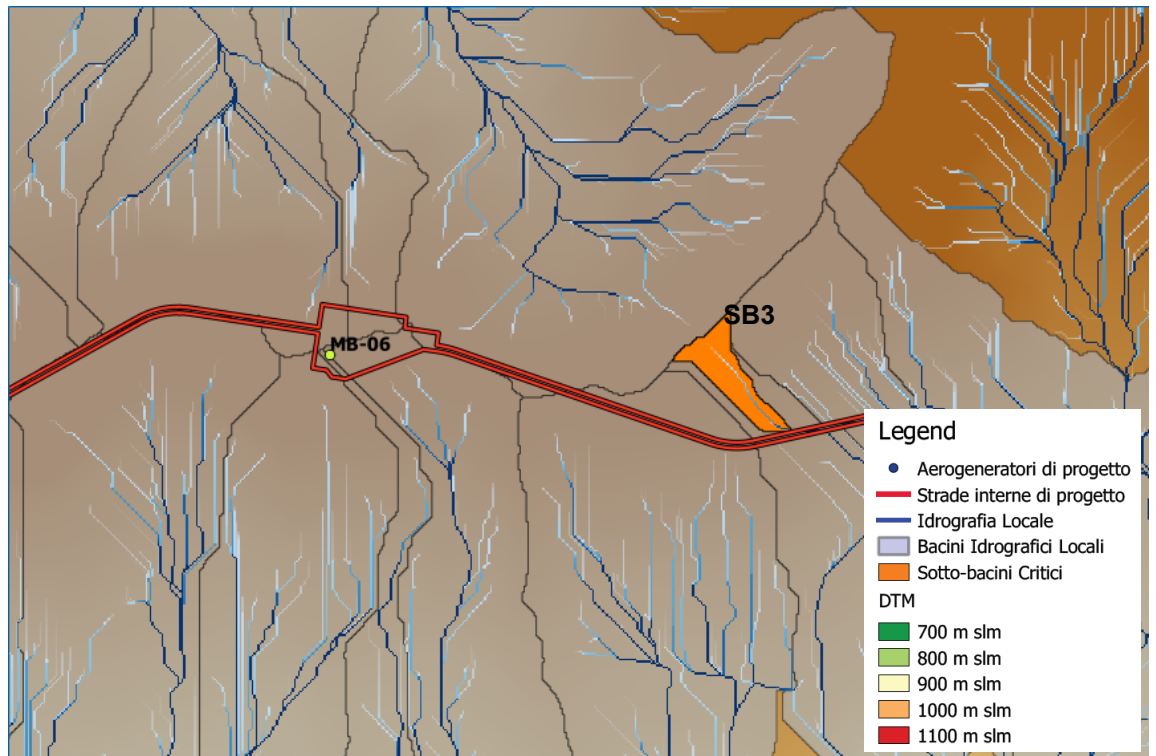 SB3
MB-06
Legend
Aerogeneratori di progetto
Strade interne di progetto
Idrografia Locale
Bacini Idrografici Locali
Sotto-bacini Critici
DTM
700 m slm
800 m slm
900 m slm
1000 m slm
1100 m slm